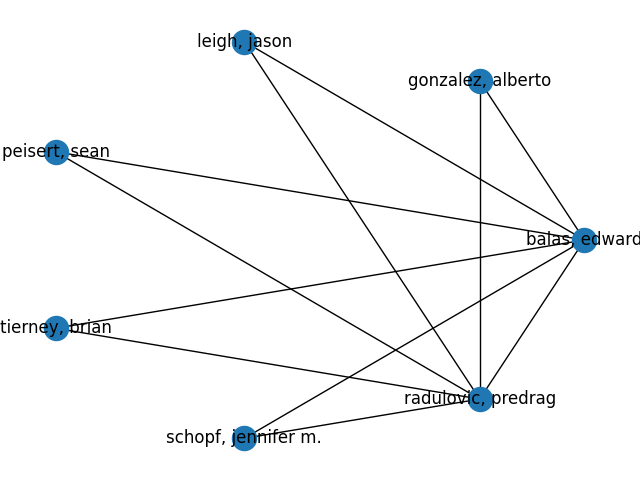 leigh, jason
gonzalez, alberto
peisert, sean
balas, edward
tierney, brian
radulovic, predrag
schopf, jennifer m.